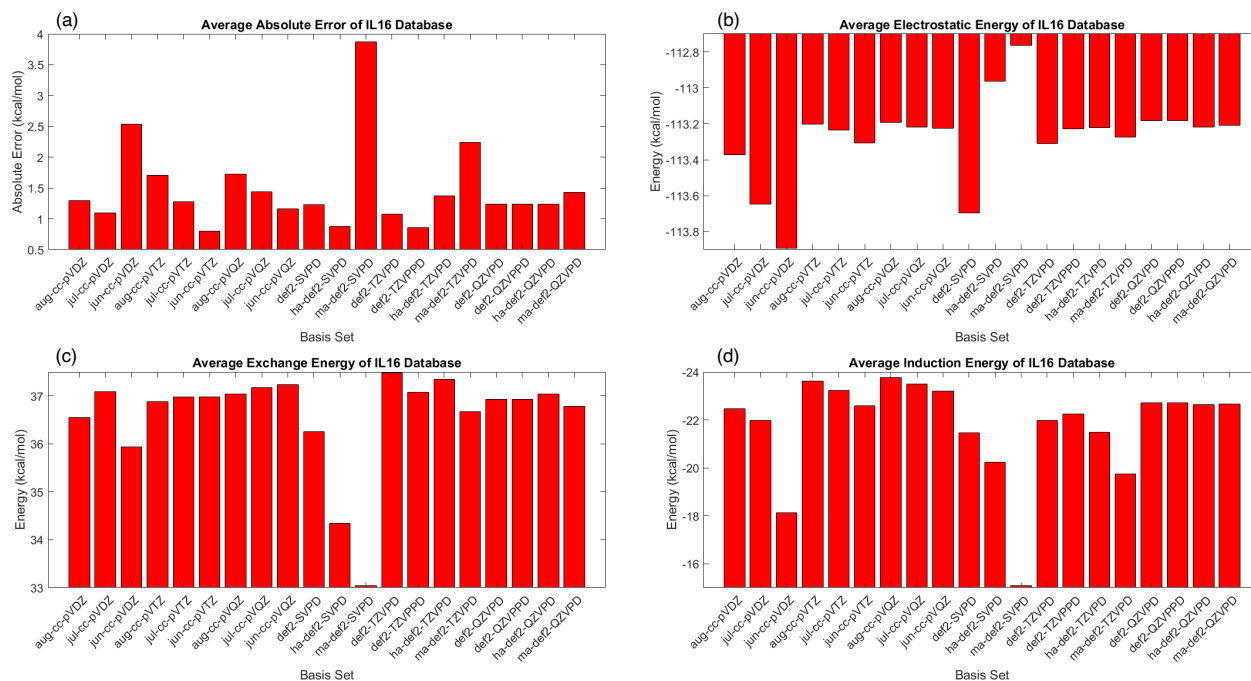 (a)
Average Absolute Error of IL16 Database
4
3.5
3
2.5
2
1.5
1
0.5
Absolute Error (kcal/mol)
aug-cc-pVDZ
jul-cc-pVDZ
jun-cc-pVDZ
aug-cc-pVTZ
jul-cc-pVTZ
jun-cc-pVTZ
aug-cc-pVQZ
jul-cc-pVQZ
jun-cc-pVQZ
def2-SVPD
ha-def2-SVPD
ma-def2-SVPD
def2-TZVPD
def2-TZVPPD
ha-def2-TZVPD
ma-def2-TZVPD
def2-QZVPD
def2-QZVPPD
ha-def2-QZVPD
ma-def2-QZVPD
Basis Set
(b)
Average Electrostatic Energy of IL16 Database
-112.8
-113
-113.2
-113.4
-113.6
-113.8
Energy (kcal/mol)
aug-cc-pVDZ
jul-cc-pVDZ
jun-cc-pVDZ
aug-cc-pVTZ
jul-cc-pVTZ
jun-cc-pVTZ
aug-cc-pVQZ
jul-cc-pVQZ
jun-cc-pVQZ
def2-SVPD
ha-def2-SVPD
ma-def2-SVPD
def2-TZVPD
def2-TZVPPD
ha-def2-TZVPD
ma-def2-TZVPD
def2-QZVPD
def2-QZVPPD
ha-def2-QZVPD
ma-def2-QZVPD
Basis Set
(c)
Average Exchange Energy of IL16 Database
37
36
35
34
33
Energy (kcal/mol)
aug-cc-pVDZ
jul-cc-pVDZ
jun-cc-pVDZ
aug-cc-pVTZ
jul-cc-pVTZ
jun-cc-pVTZ
aug-cc-pVQZ
jul-cc-pVQZ
jun-cc-pVQZ
def2-SVPD
ha-def2-SVPD
ma-def2-SVPD
def2-TZVPD
def2-TZVPPD
ha-def2-TZVPD
ma-def2-TZVPD
def2-QZVPD
def2-QZVPPD
ha-def2-QZVPD
ma-def2-QZVPD
Basis Set
(d)
Average Induction Energy of IL16 Database
-24
-22
-20
-18
-16
Energy (kcal/mol)
aug-cc-pVDZ
jul-cc-pVDZ
jun-cc-pVDZ
aug-cc-pVTZ
jul-cc-pVTZ
jun-cc-pVTZ
aug-cc-pVQZ
jul-cc-pVQZ
jun-cc-pVQZ
def2-SVPD
ha-def2-SVPD
ma-def2-SVPD
def2-TZVPD
def2-TZVPPD
ha-def2-TZVPD
ma-def2-TZVPD
def2-QZVPD
def2-QZVPPD
ha-def2-QZVPD
ma-def2-QZVPD
Basis Set